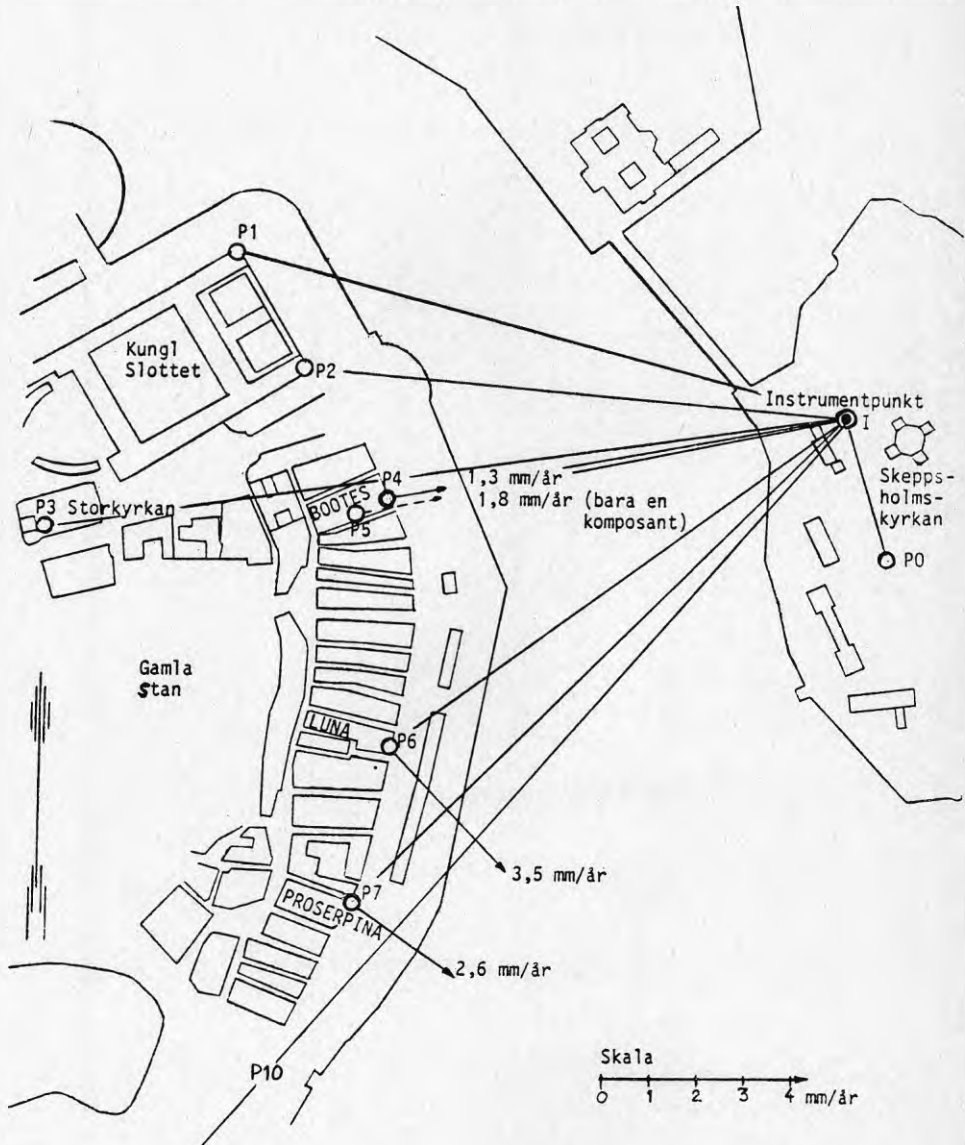 P1
Kungl
Slottet
P2
Instrumentpunkt
I
P3 Storkyrkan
BOOTES
P4
P5
1,3 mm/år
1,8 mm/år (bara en
komposant)
Skepps-
holms-
kyrkan
PO
Gamla
Stan
LUNA
P6
3,5 mm/år
P7
PROSERPINA
2,6 mm/år
P10
Skala
0 1 2 3 4 mm/år